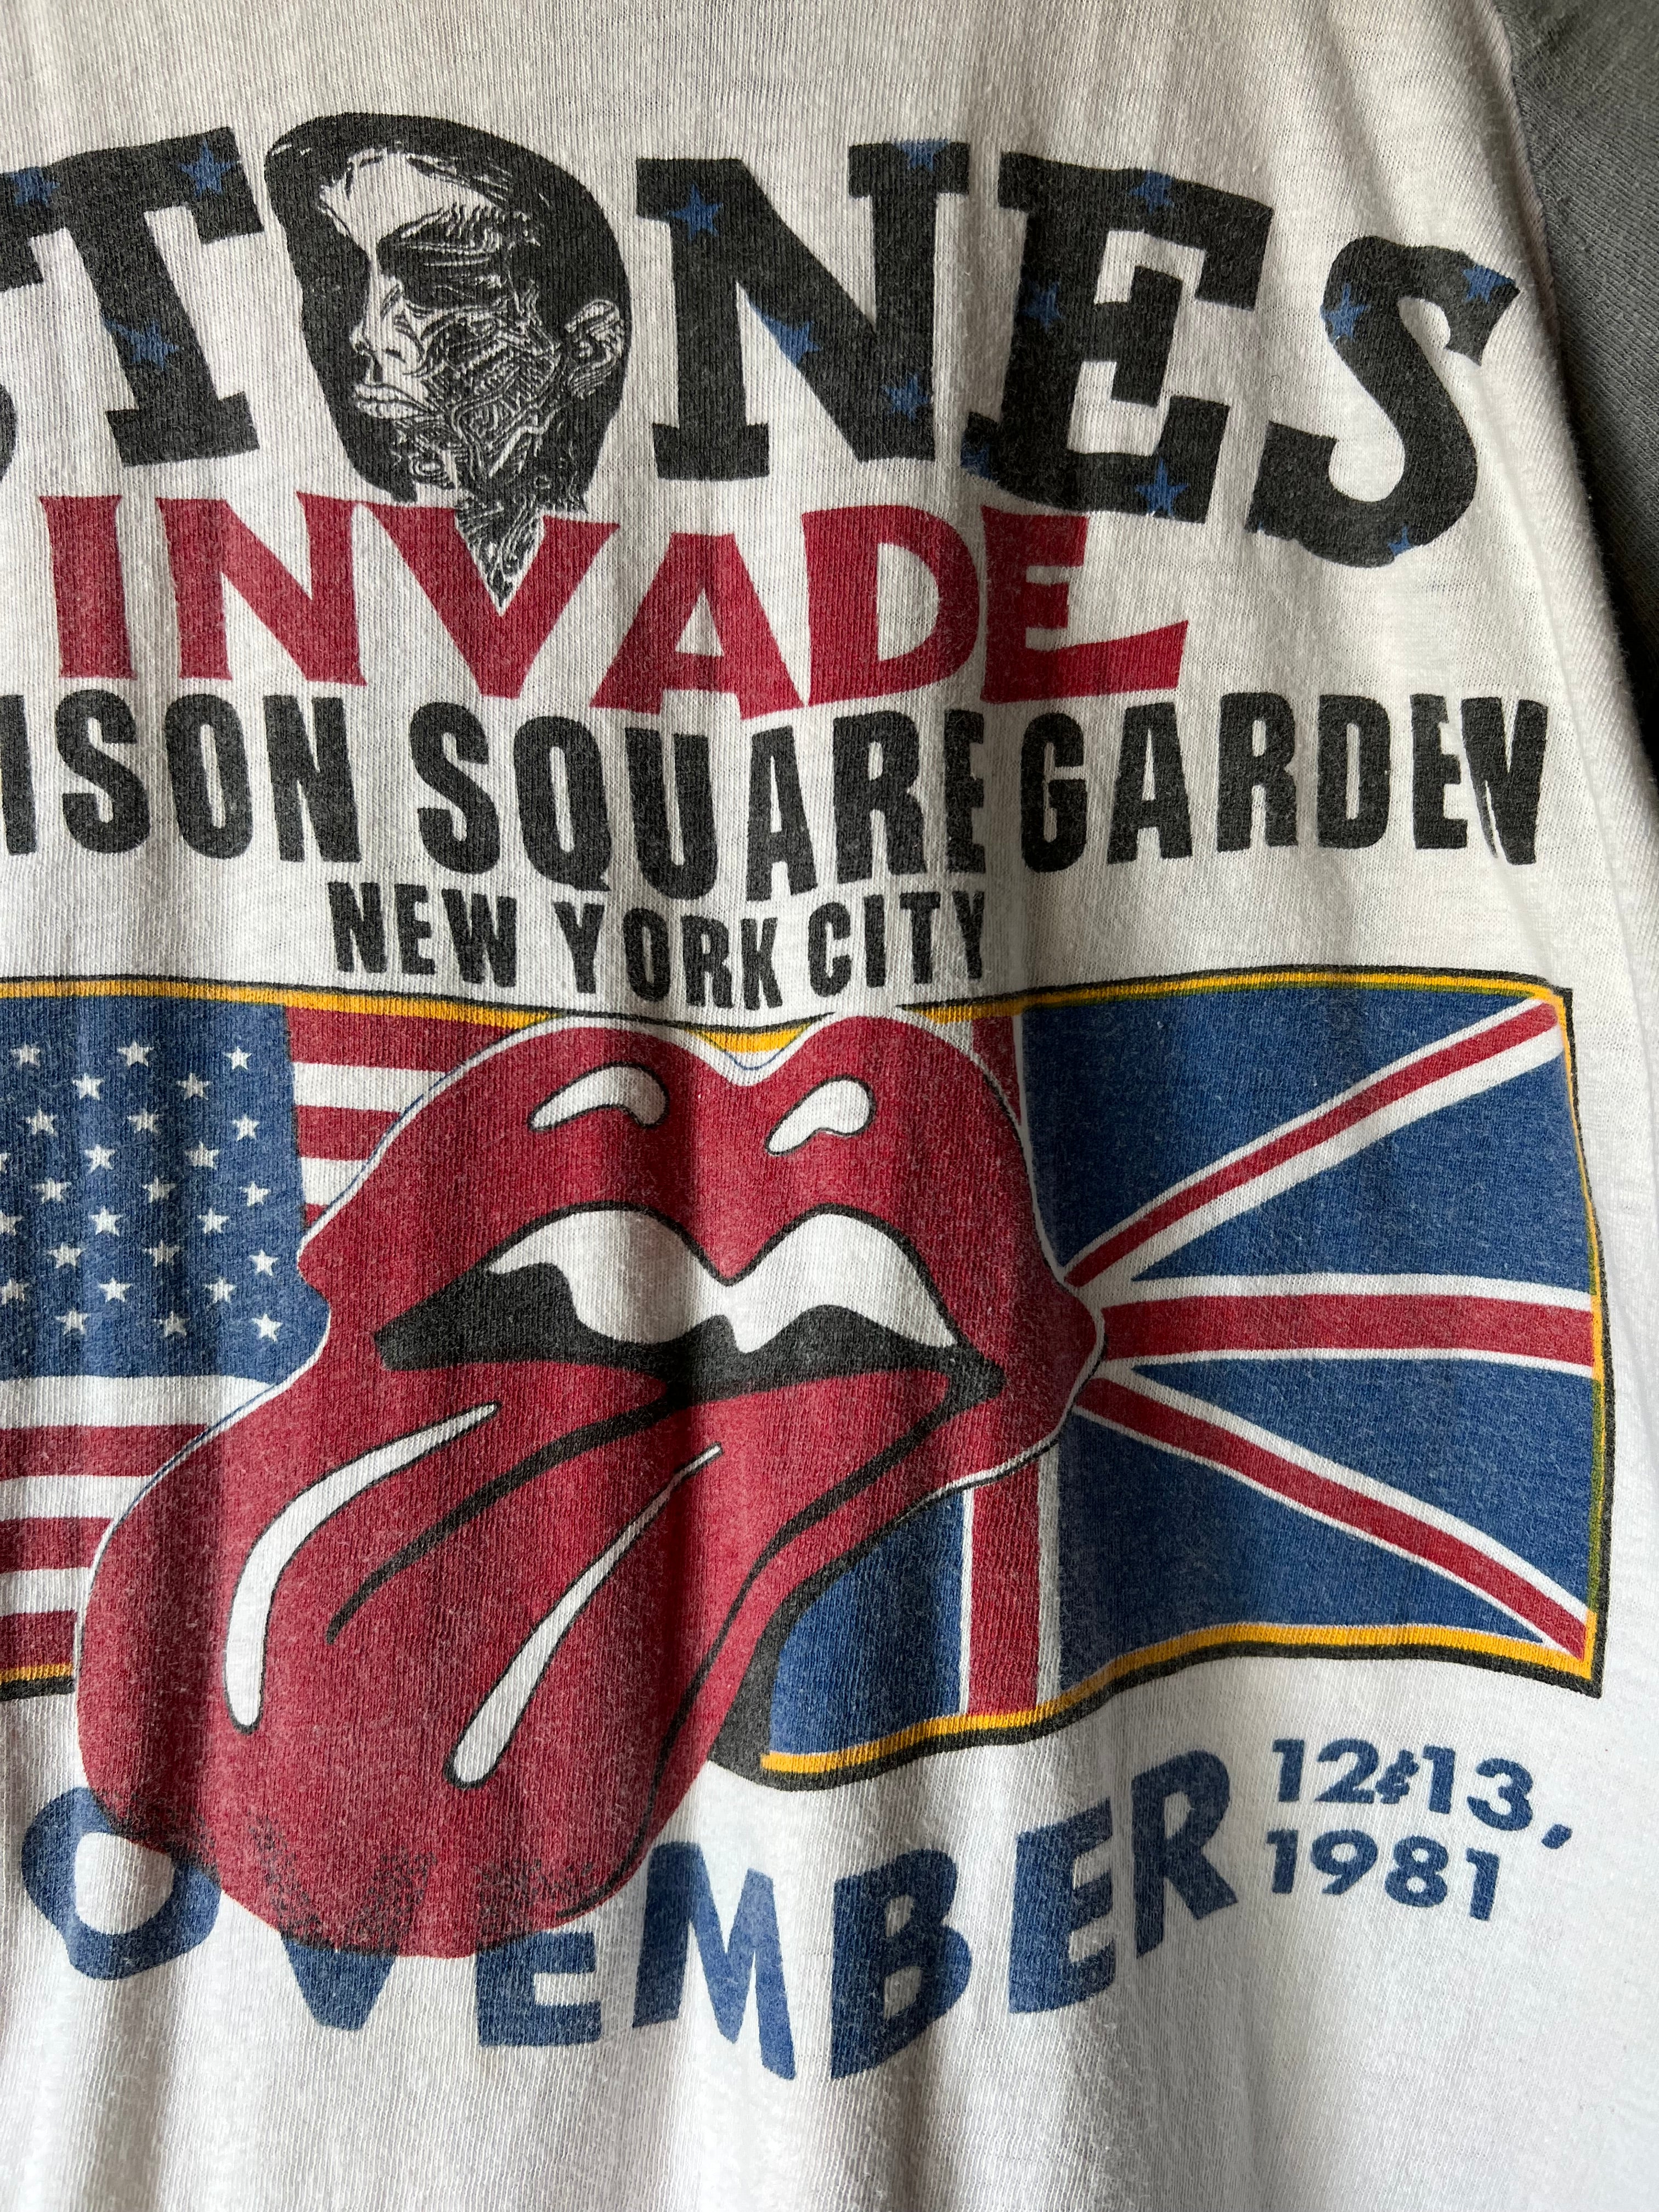 STONES
INVADE
ISON SQUARE GARDEN
NEW YORK CITY
OVEMBER 12&13,
1981